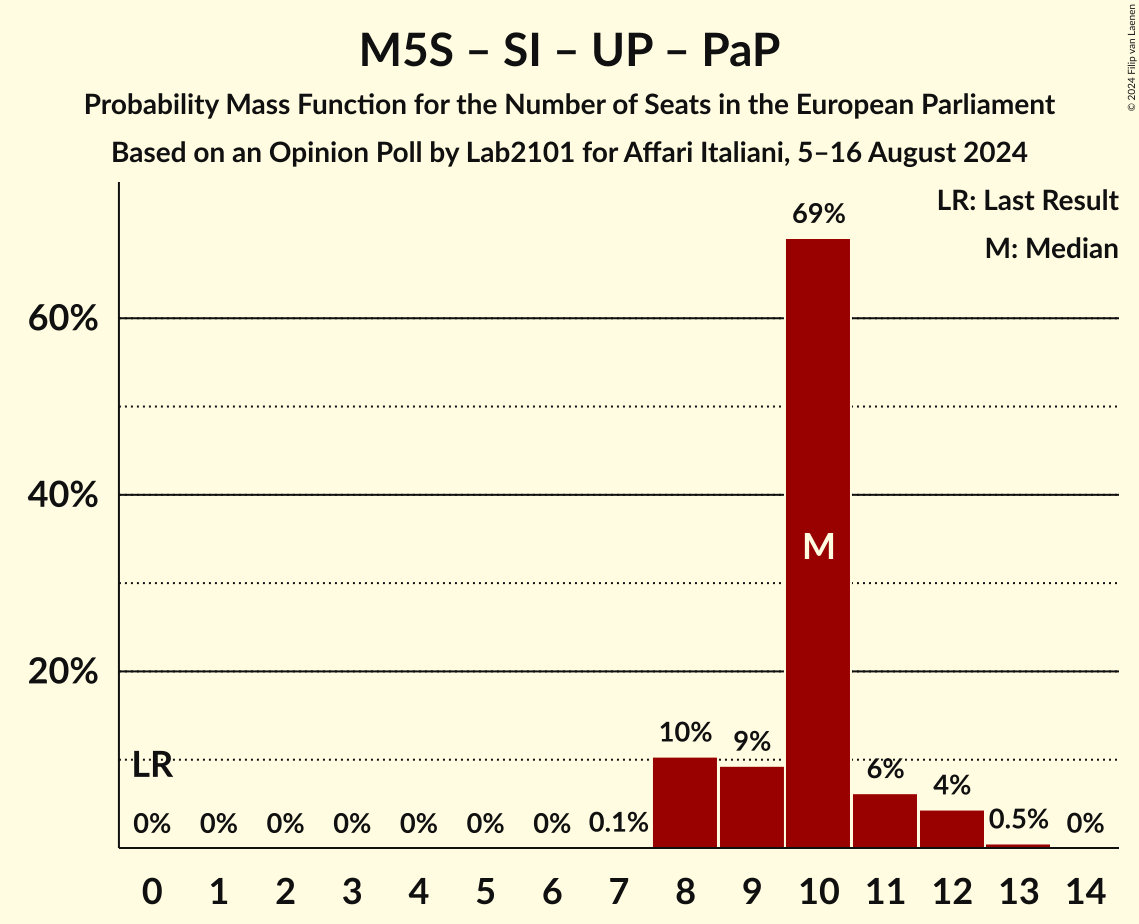 M5S – SI – UP – PaP
Probability Mass Function for the Number of Seats in the European Parliament
Based on an Opinion Poll by Lab2101 for Affari Italiani, 5–16 August 2024
© 2024 Filip van Laenen
LR: Last Result
M: Median
69%
60%
40%
M
20%
10%
9%
LR
6%
4%
0% 0% 0% 0% 0% 0% 0% 0.1% 0.5% 0%
0 1 2 3 4 5 6 7 8 9 10 11 12 13 14